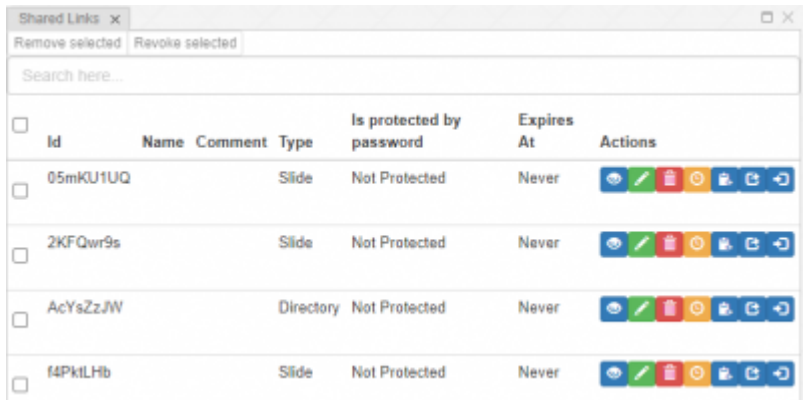 Shared Links
Remove selected Revoke selected
Search here...
Id Name Comment Type Is protected by password Expires At Actions
05mKU1UQ Slide Not Protected Never
2KFQwr9s Slide Not Protected Never
AcYsZzJW Directory Not Protected Never
f4PktLHb Slide Not Protected Never